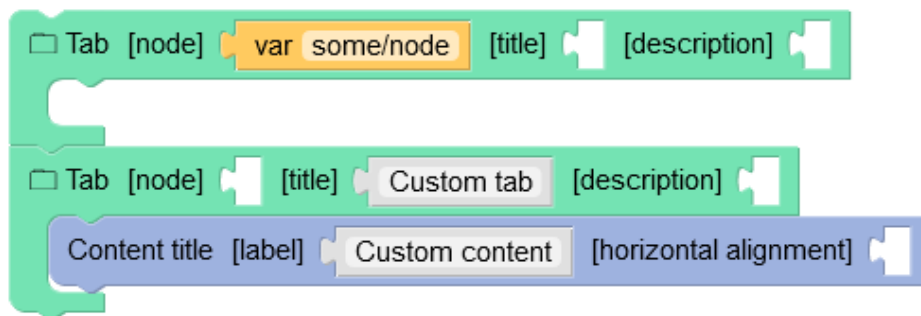 Tab [node] var some/node [title] [description]
Tab [node] [title] Custom tab [description]
Content title [label] Custom content [horizontal alignment]